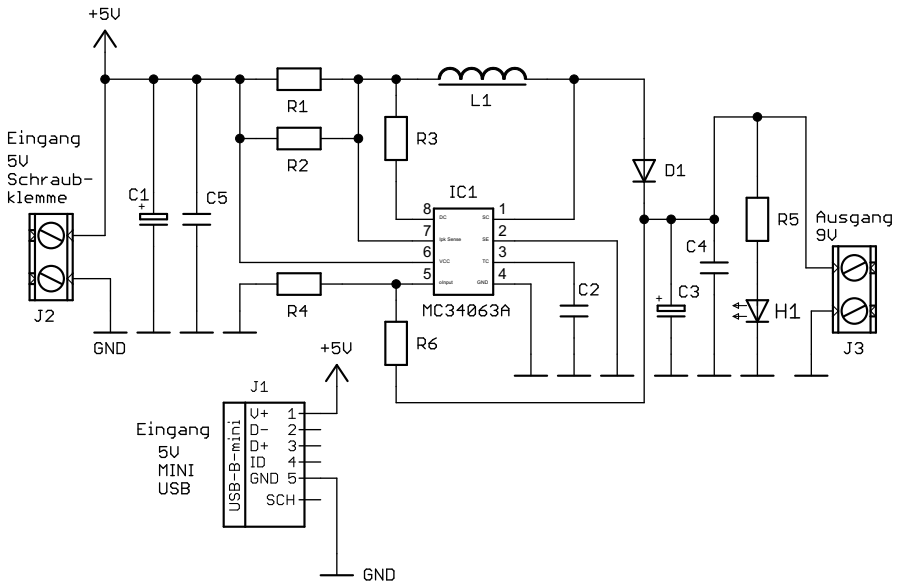 +5V
R1
R2
R3
L1
D1
Eingang
5V
Schraub-
klemme
J2
C1
+
C5
GND
IC1
8 DC SC 1
7 Ipk Sense SE 2
6 VCC TC 3
5 cInput GND 4
MC34063A
R4
R6
C2
C3
+
C4
R5
H1
Ausgang
9V
J3
+5V
J1
Eingang
5V
MINI
USB
USB-B-mini
V+ 1
D- 2
D+ 3
ID 4
GND 5
SCH
GND